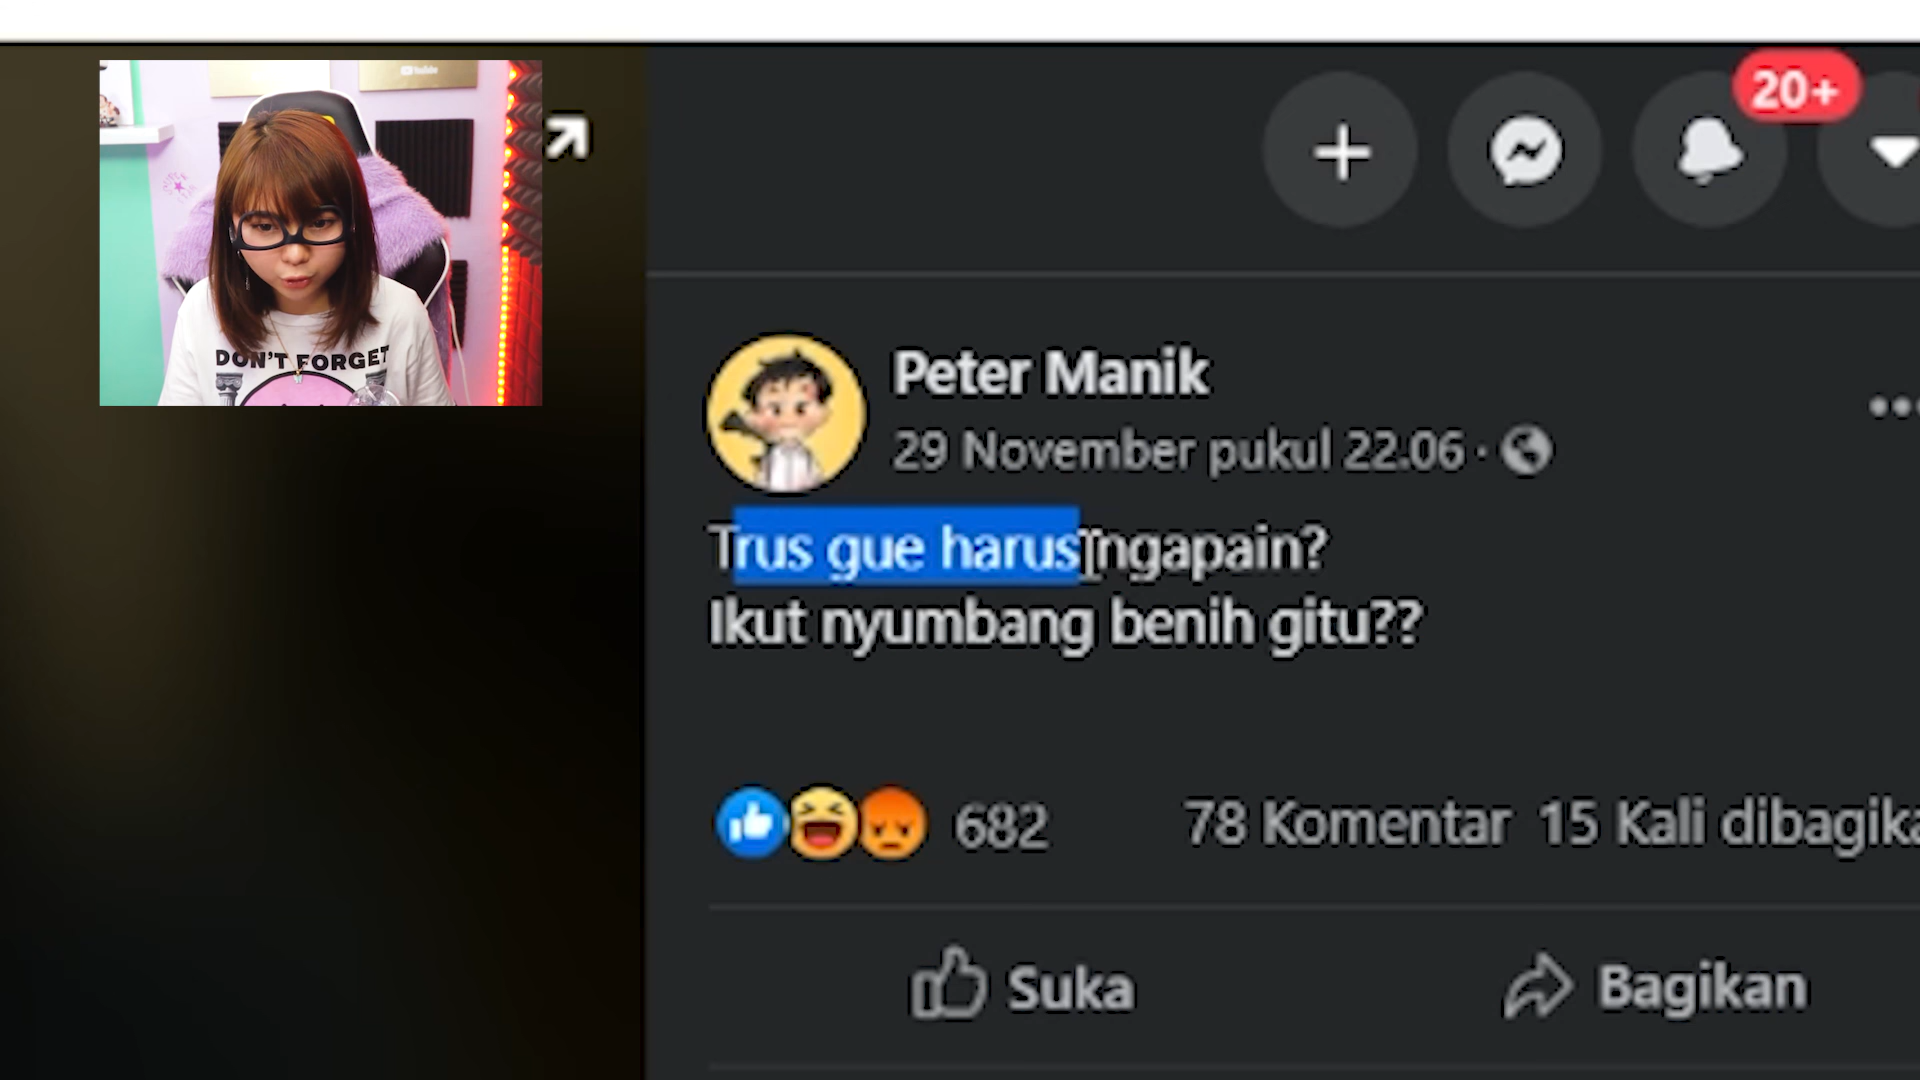 YouTube
DON'T FORGET
20+
Peter Manik
29 November pukul 22.06 ·
Trus gue harus ngapain?
Ikut nyumbang benih gitu??
682
78 Komentar 15 Kali dibagika
Suka
Bagikan